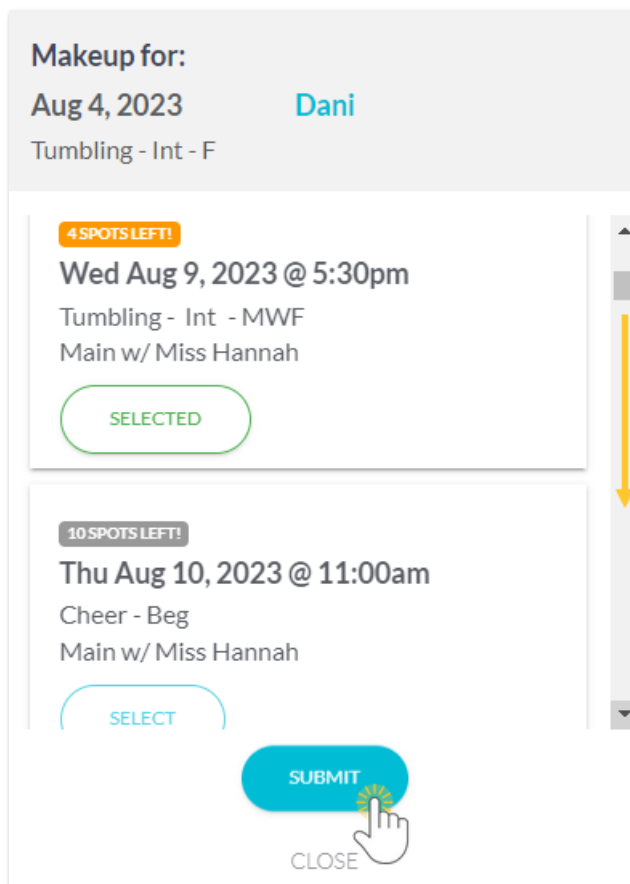 Makeup for:
Aug 4, 2023 Dani
Tumbling - Int - F
4 SPOTS LEFT!
Wed Aug 9, 2023 @ 5:30pm
Tumbling - Int - MWF
Main w/ Miss Hannah
SELECTED
10 SPOTS LEFT!
Thu Aug 10, 2023 @ 11:00am
Cheer - Beg
Main w/ Miss Hannah
SELECT
SUBMIT
CLOSE